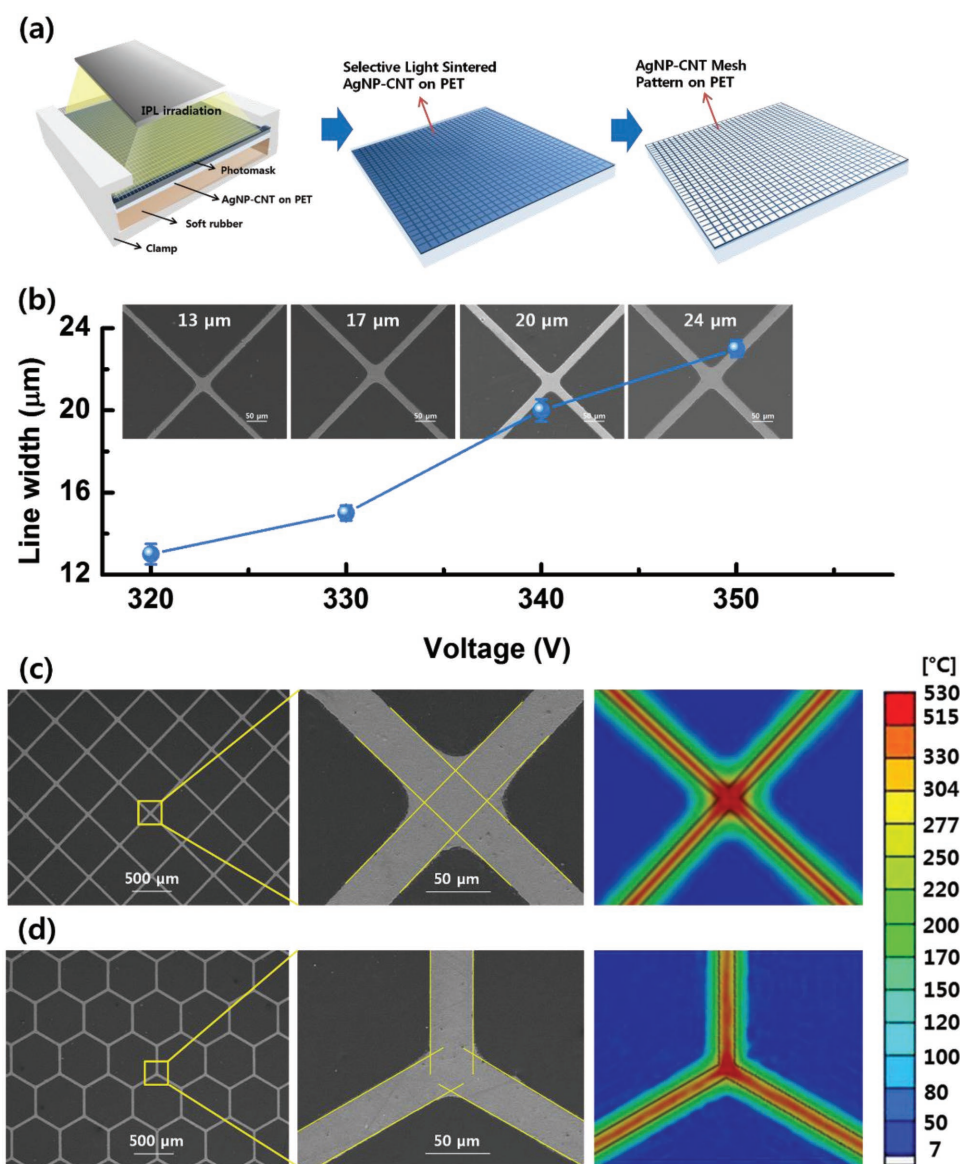 (a)
IPL irradiation
Photomask
AgNP-CNT on PET
Soft rubber
Clamp
Selective Light Sintered
AgNP-CNT on PET
AgNP-CNT Mesh
Pattern on PET
(b)
24
20
16
12
Line width (μm)
13 μm
17 μm
20 μm
24 μm
50 μm
50 μm
50 μm
50 μm
320
330
340
350
Voltage (V)
(c)
500 μm
50 μm
(d)
500 μm
50 μm
[°C]
530
515
330
304
277
250
220
200
170
150
120
100
80
50
7